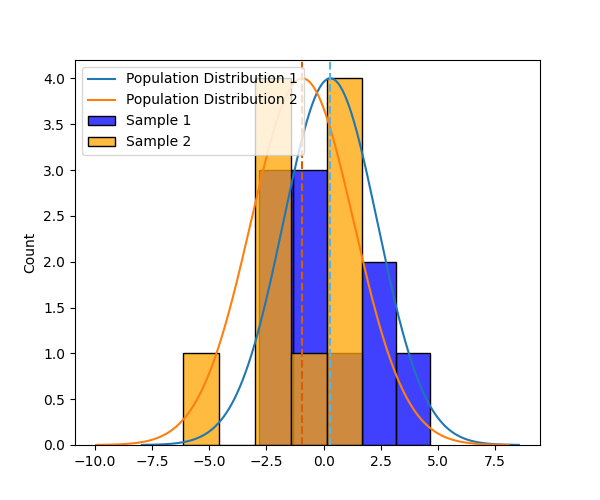 Population Distribution 1
Population Distribution 2
Sample 1
Sample 2
Count
4.0
3.5
3.0
2.5
2.0
1.5
1.0
0.5
0.0
−10.0 −7.5 −5.0 −2.5 0.0 2.5 5.0 7.5